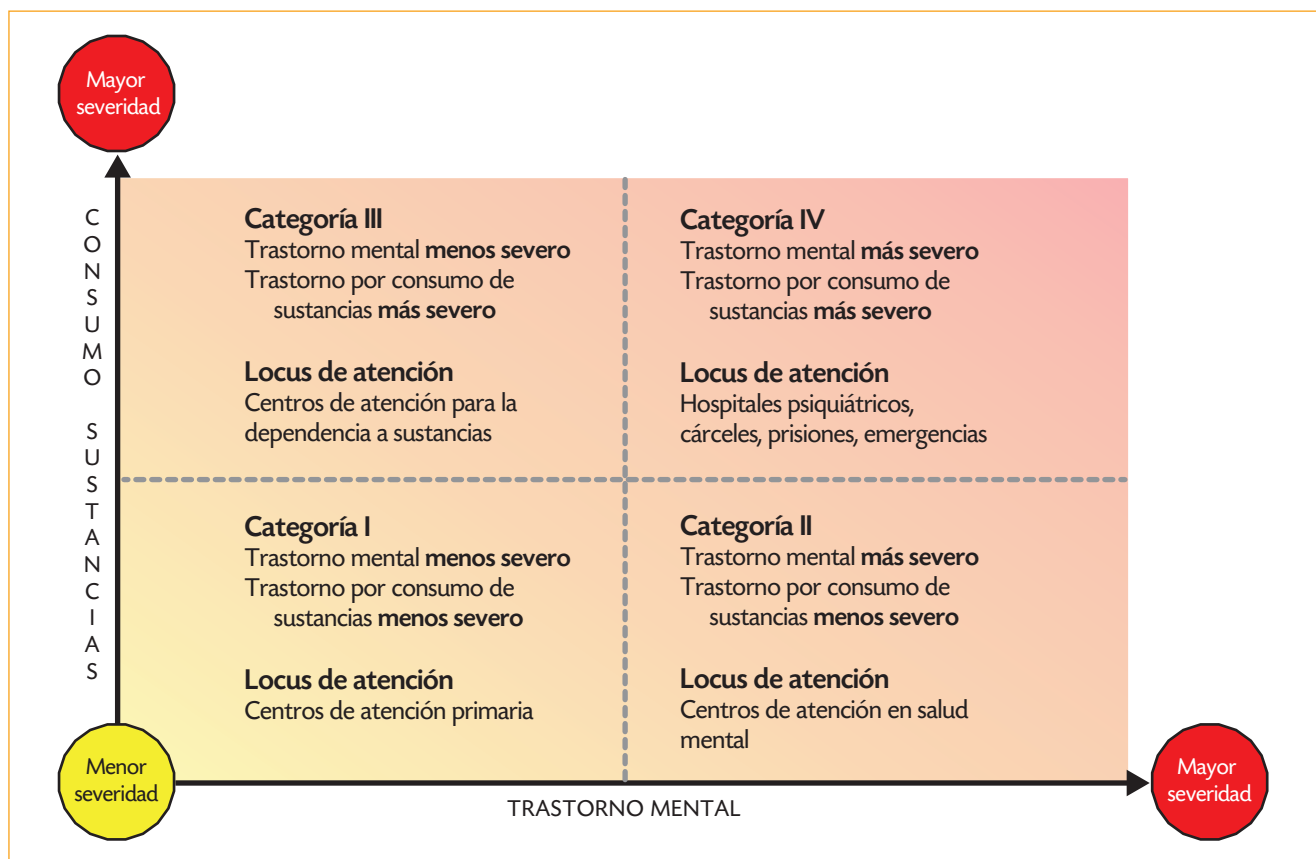 Mayor
severidad
CONSUMO SUSTANCIAS
Categoría III
Trastorno mental menos severo
Trastorno por consumo de
sustancias más severo
Locus de atención
Centros de atención para la
dependencia a sustancias
Categoría IV
Trastorno mental más severo
Trastorno por consumo de
sustancias más severo
Locus de atención
Hospitales psiquiátricos,
cárceles, prisiones, emergencias
Categoría I
Trastorno mental menos severo
Trastorno por consumo de
sustancias menos severo
Locus de atención
Centros de atención primaria
Categoría II
Trastorno mental más severo
Trastorno por consumo de
sustancias menos severo
Locus de atención
Centros de atención en salud
mental
Menor
severidad
TRASTORNO MENTAL
Mayor
severidad